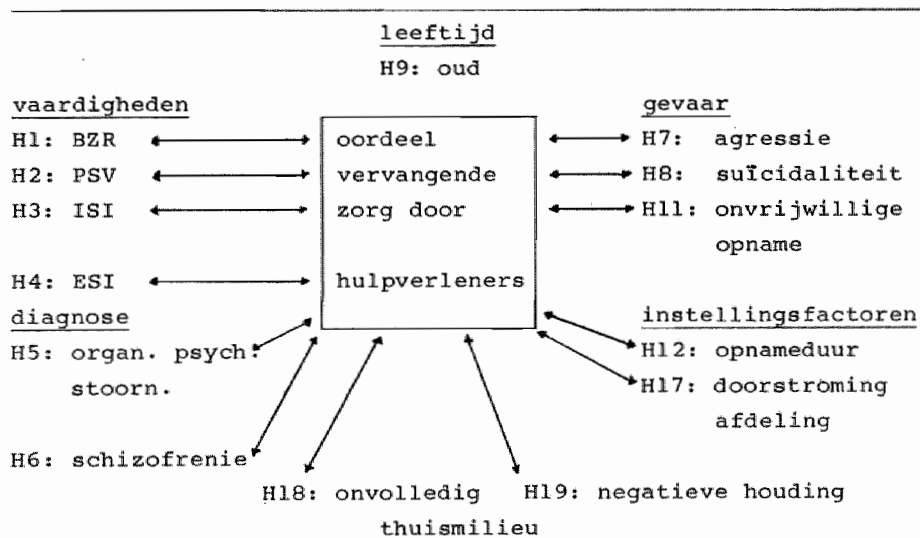 leeftijd
H9: oud
vaardigheden
H1: BZR
H2: PSV
H3: ISI
H4: ESI
diagnose
H5: organ. psych.
stoorn.
H6: schizofrenie
oordeel
vervangende
zorg door
hulpverleners
gevaar
H7: agressie
H8: suïcidaliteit
H11: onvrijwillige
opname
instellingsfactoren
H12: opnameduur
H17: doorstroming
afdeling
H18: onvolledig
thuismilieu
H19: negatieve houding